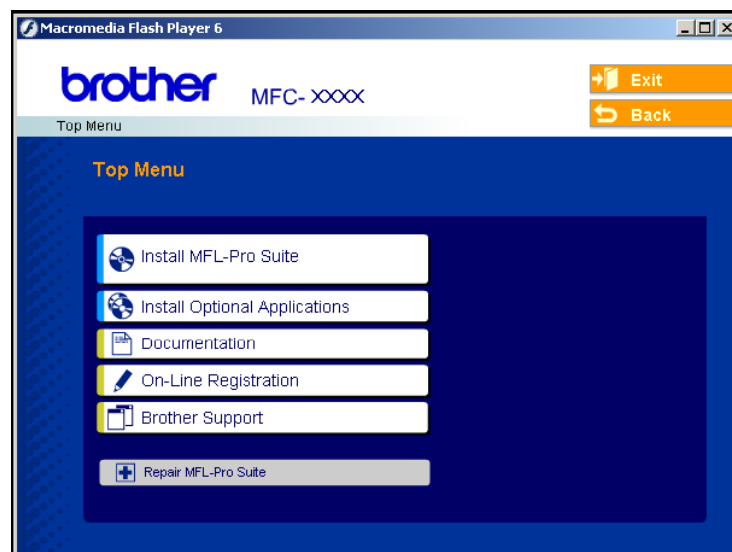 Macromedia Flash Player 6
brother
MFC- XXXX
Exit
Back
Top Menu
Top Menu
Install MFL-Pro Suite
Install Optional Applications
Documentation
On-Line Registration
Brother Support
Repair MFL-Pro Suite